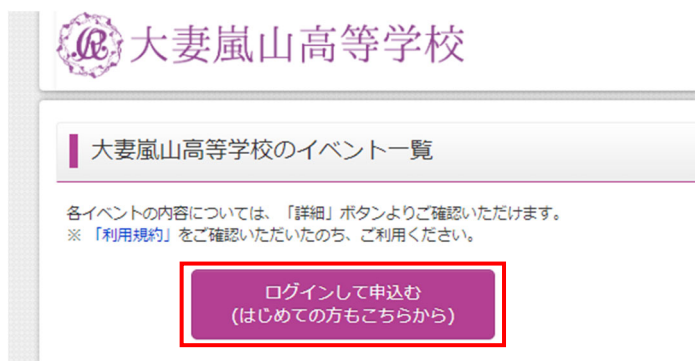 大妻嵐山高等学校
大妻嵐山高等学校のイベント一覧
各イベントの内容については、「詳細」ボタンよりご確認いただけます。
※ 「利用規約」をご確認いただいたのち、ご利用ください。
ログインして申込む
(はじめての方もこちらから)